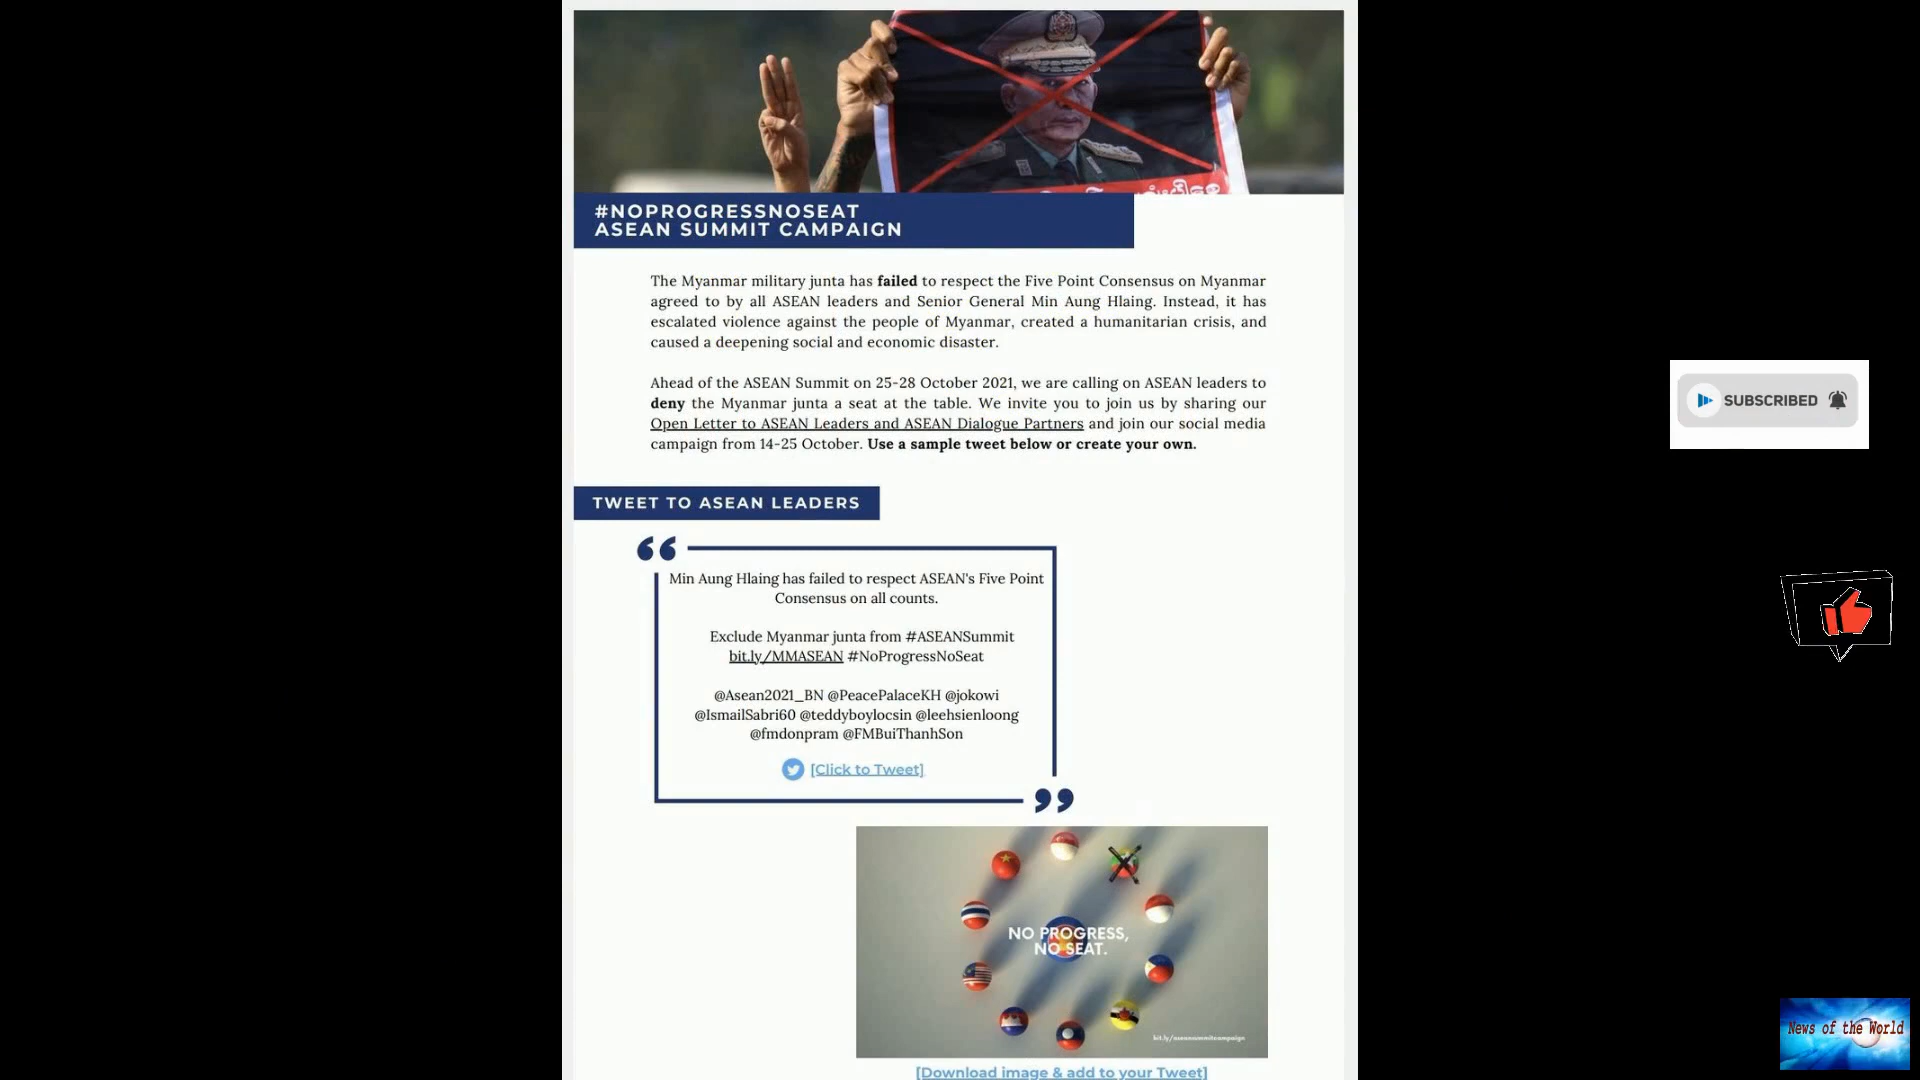 #NOPROGRESSNOSEAT
ASEAN SUMMIT CAMPAIGN
The Myanmar military junta has failed to respect the Five Point Consensus on Myanmar
agreed to by all ASEAN leaders and Senior General Min Aung Hlaing. Instead, it has
escalated violence against the people of Myanmar, created a humanitarian crisis, and
caused a deepening social and economic disaster.
Ahead of the ASEAN Summit on 25-28 October 2021, we are calling on ASEAN leaders to
deny the Myanmar junta a seat at the table. We invite you to join us by sharing our
Open Letter to ASEAN Leaders and ASEAN Dialogue Partners and join our social media
campaign from 14-25 October. Use a sample tweet below or create your own.
SUBSCRIBED
TWEET TO ASEAN LEADERS
Min Aung Hlaing has failed to respect ASEAN's Five Point
Consensus on all counts.
Exclude Myanmar junta from #ASEANSummit
bit.ly/MMASEAN #NoProgressNoSeat
@Asean2021_BN @PeacePalaceKH @jokowi
@IsmailSabri60 @teddyboylocsin @leehsienloong
@fmdonpram @FMBuiThanhSon
[Click to Tweet]
NO PROGRESS,
NO SEAT.
bit.ly/aseansummitcampaign
News of the World
[Download image & add to your Tweet]